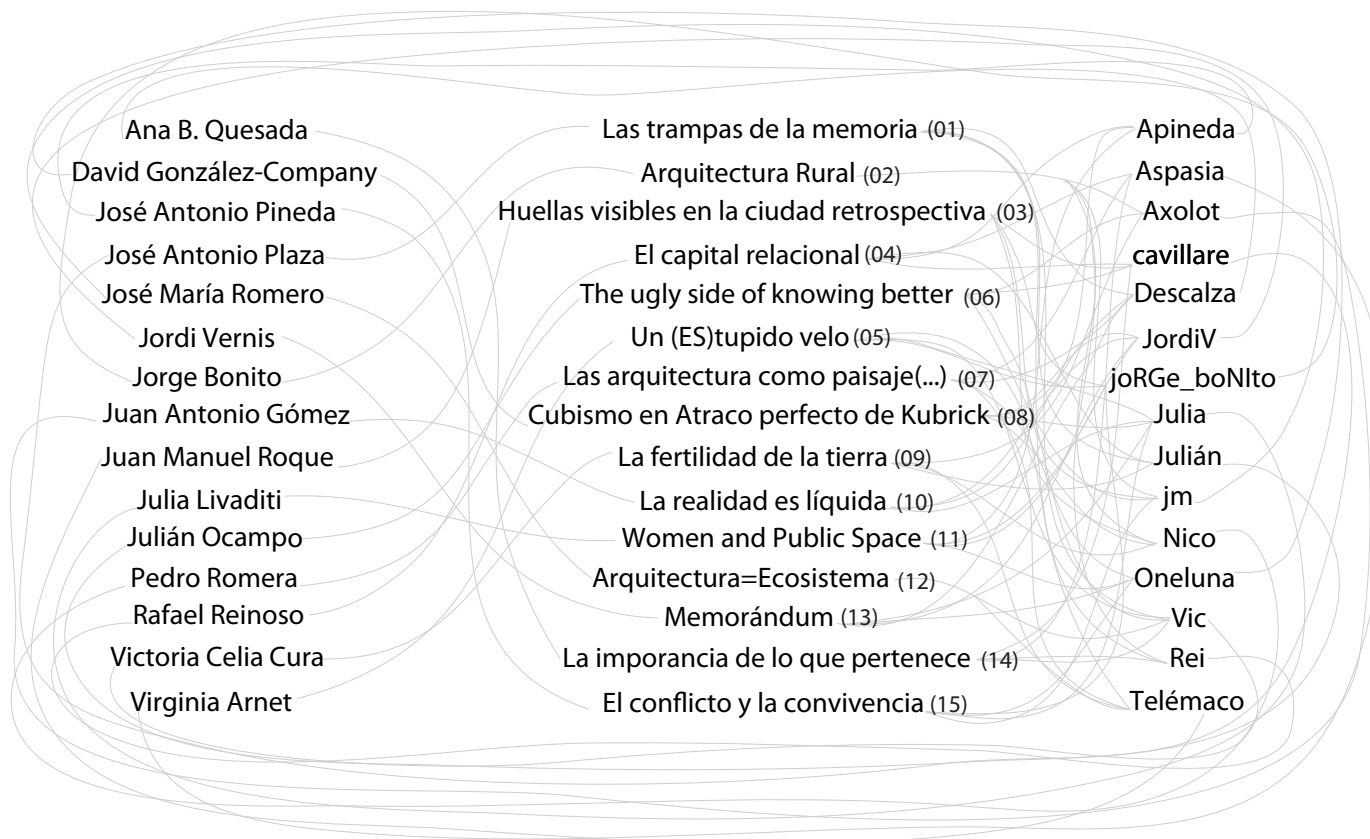 Ana B. Quesada
David González-Company
José Antonio Pineda
José Antonio Plaza
José María Romero
Jordi Vernis
Jorge Bonito
Juan Antonio Gómez
Juan Manuel Roque
Julia Livaditi
Julián Ocampo
Pedro Romera
Rafael Reinoso
Victoria Celia Cura
Virginia Arnet
Las trampas de la memoria (01)
Arquitectura Rural (02)
Huellas visibles en la ciudad retrospectiva (03)
El capital relacional (04)
The ugly side of knowing better (06)
Un (ES)tupido velo (05)
Las arquitectura como paisaje(...) (07)
Cubismo en Atraco perfecto de Kubrick (08)
La fertilidad de la tierra (09)
La realidad es líquida (10)
Women and Public Space (11)
Arquitectura=Ecosistema (12)
Memorándum (13)
La imporancia de lo que pertenece (14)
El conflicto y la convivencia (15)
Apineda
Aspasia
Axolot
cavillare
Descalza
JordiV
joRGe_boNIto
Julia
Julián
jm
Nico
Oneluna
Vic
Rei
Telémaco